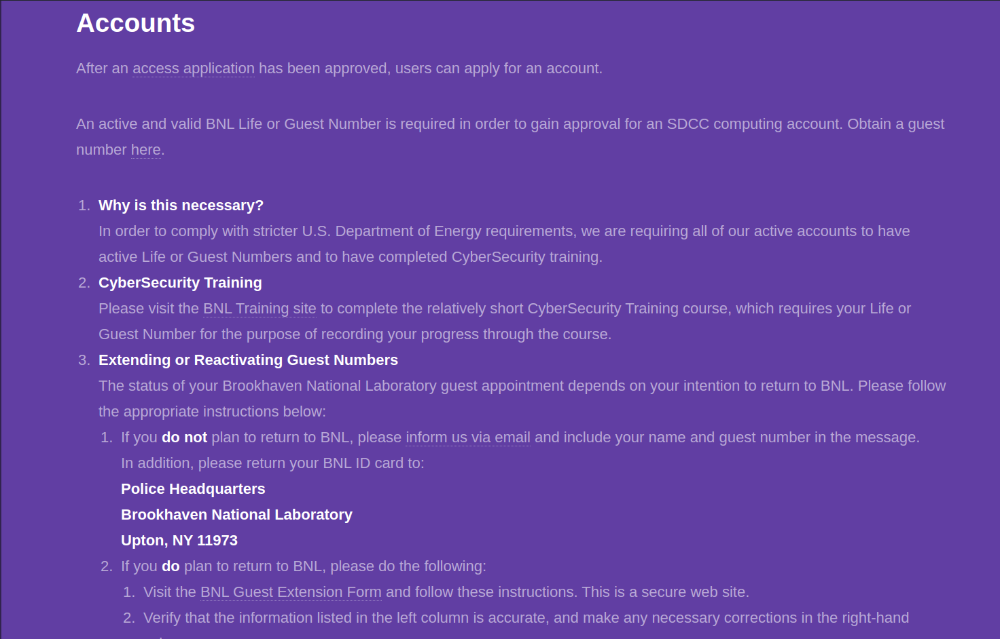 Accounts
After an access application has been approved, users can apply for an account.
An active and valid BNL Life or Guest Number is required in order to gain approval for an SDCC computing account. Obtain a guest
number here.
1. Why is this necessary?
In order to comply with stricter U.S. Department of Energy requirements, we are requiring all of our active accounts to have
active Life or Guest Numbers and to have completed CyberSecurity training.
2. CyberSecurity Training
Please visit the BNL Training site to complete the relatively short CyberSecurity Training course, which requires your Life or
Guest Number for the purpose of recording your progress through the course.
3. Extending or Reactivating Guest Numbers
The status of your Brookhaven National Laboratory guest appointment depends on your intention to return to BNL. Please follow
the appropriate instructions below:
1. If you do not plan to return to BNL, please inform us via email and include your name and guest number in the message.
In addition, please return your BNL ID card to:
Police Headquarters
Brookhaven National Laboratory
Upton, NY 11973
2. If you do plan to return to BNL, please do the following:
1. Visit the BNL Guest Extension Form and follow these instructions. This is a secure web site.
2. Verify that the information listed in the left column is accurate, and make any necessary corrections in the right-hand